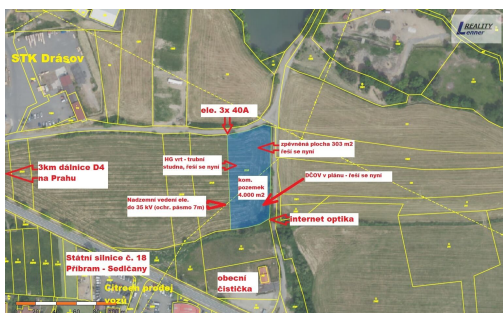 REALITY
Lenner
STK Drásov
ele. 3x 40A
zpěvněná plocha 303 m2
řeší se nyní
HG vrt - trubní
studna, řeší se nyní
3km dálnice D4
na Prahu
kom.
pozemek
4.000 m2
DČOV v plánu - řeší se nyní
Nadzemní vedení ele.
do 35 kV (ochr. pásmo 7m)
internet optika
Státní silnice č. 18
Příbram - Sedlčany
obecní
čistička
Citroen prodej
vozů